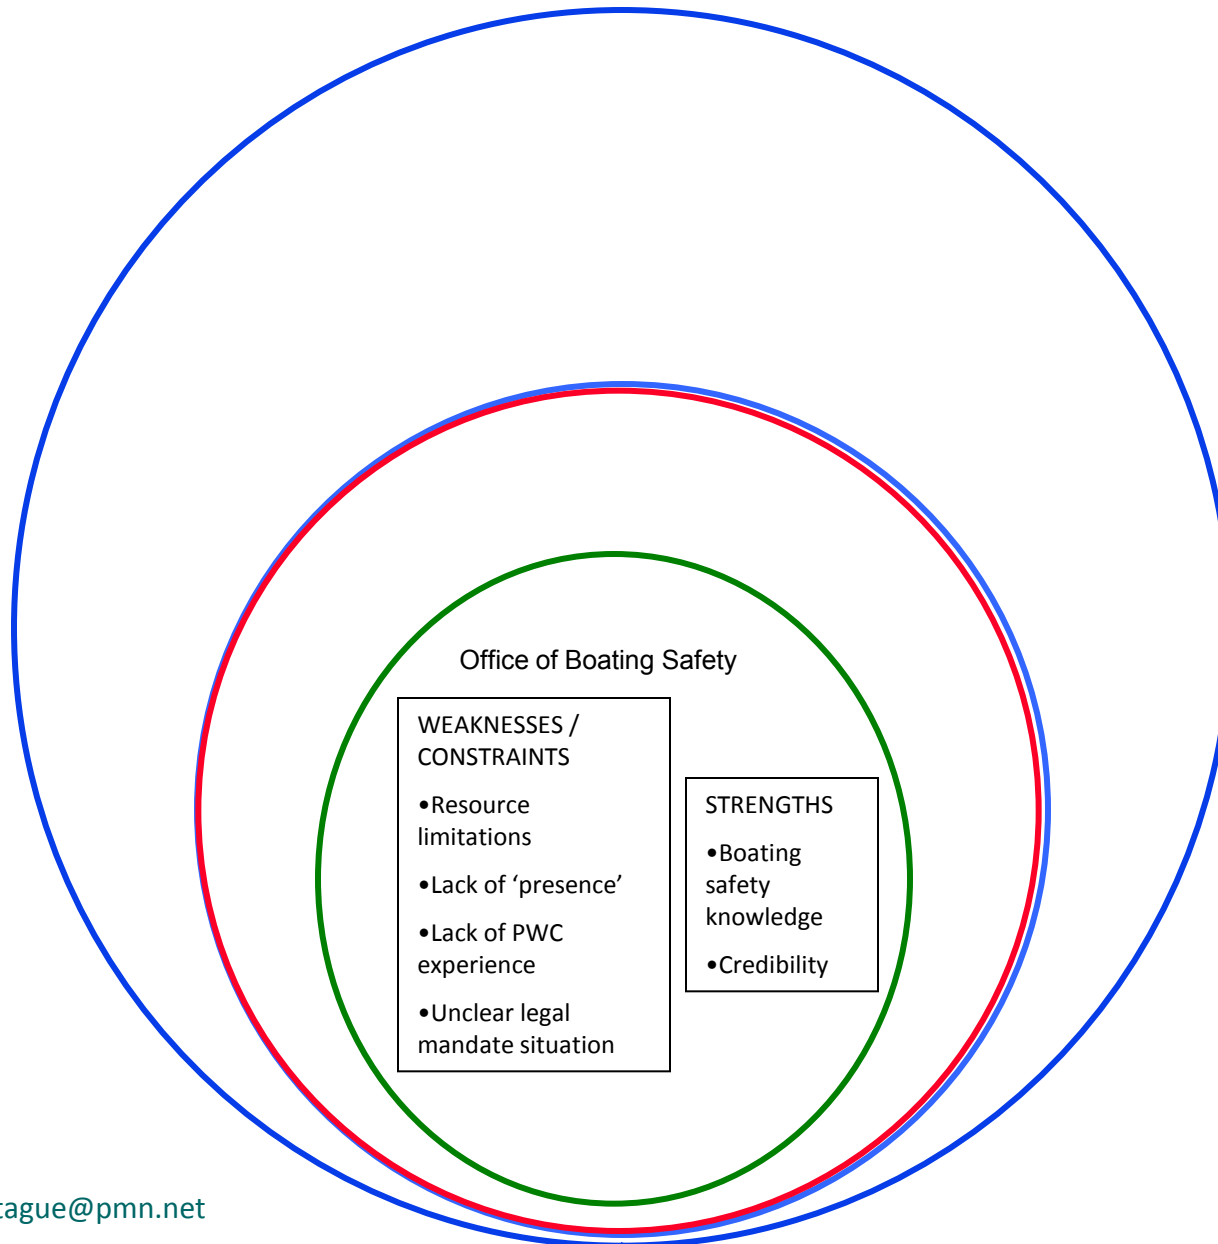 Office of Boating Safety
WEAKNESSES /
CONSTRAINTS
•Resource
limitations
•Lack of ‘presence’
•Lack of PWC
experience
•Unclear legal
mandate situation
STRENGTHS
•Boating
safety
knowledge
•Credibility
tague@pmn.net